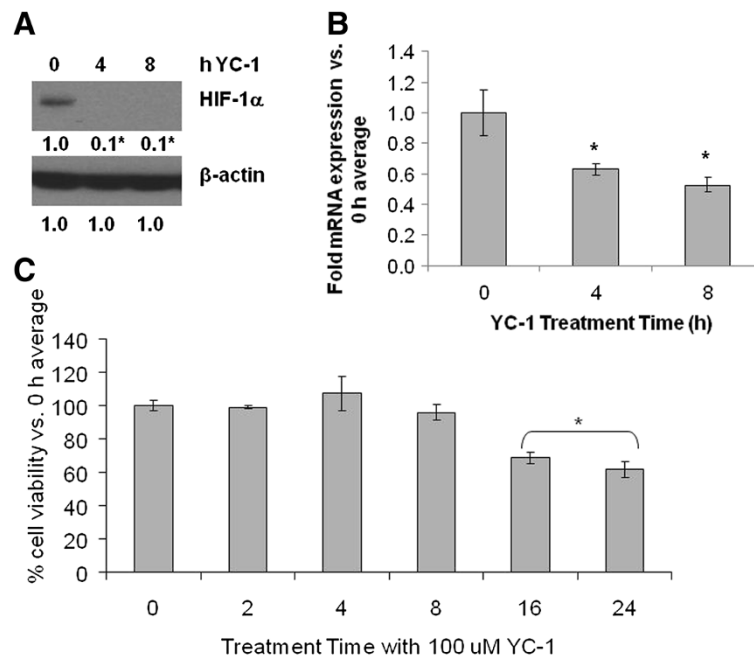 A
0 4 8 h YC-1
HIF-1α
1.0 0.1* 0.1*
β-actin
1.0 1.0 1.0
B
Fold mRNA expression vs.
0 h average
1.4
1.2
1.0
0.8
0.6
0.4
0.2
0.0
* *
0 4 8
YC-1 Treatment Time (h)
C
% cell viability vs. 0 h average
140
120
100
80
60
40
20
0
*
0 2 4 8 16 24
Treatment Time with 100 uM YC-1